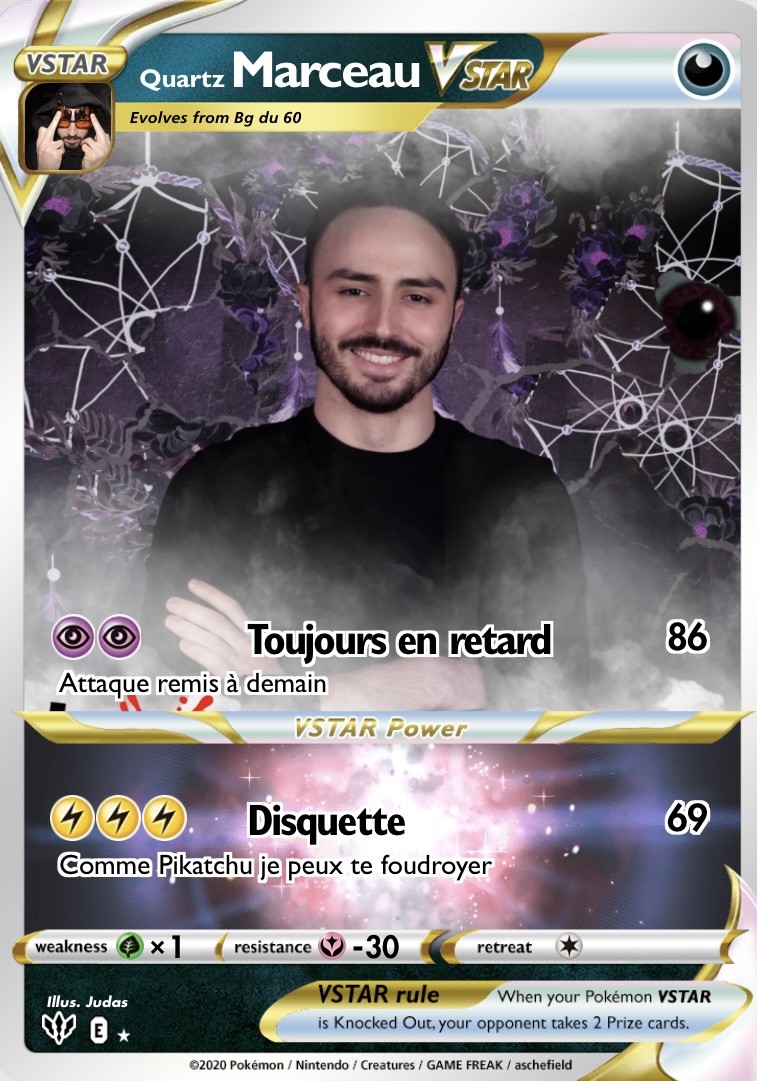 VSTAR
Quartz Marceau VSTAR
Evolves from Bg du 60
Toujours en retard 86
Attaque remis à demain
VSTAR Power
Disquette 69
Comme Pikatchu je peux te foudroyer
weakness ×1 resistance -30 retreat
Illus. Judas
VSTAR rule When your Pokémon VSTAR
is Knocked Out, your opponent takes 2 Prize cards.
E
©2020 Pokémon / Nintendo / Creatures / GAME FREAK / aschefield